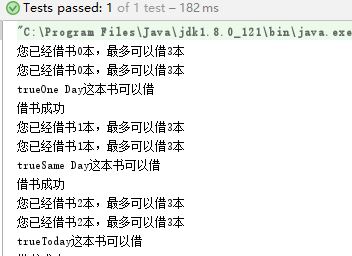 Tests passed: 1 of 1 test – 182 ms
"C:\Program Files\Java\jdk1.8.0_121\bin\java.exe
您已经借书0本，最多可以借3本
您已经借书0本，最多可以借3本
trueOne Day这本书可以借
借书成功
您已经借书1本，最多可以借3本
您已经借书1本，最多可以借3本
trueSame Day这本书可以借
借书成功
您已经借书2本，最多可以借3本
您已经借书2本，最多可以借3本
trueToday这本书可以借